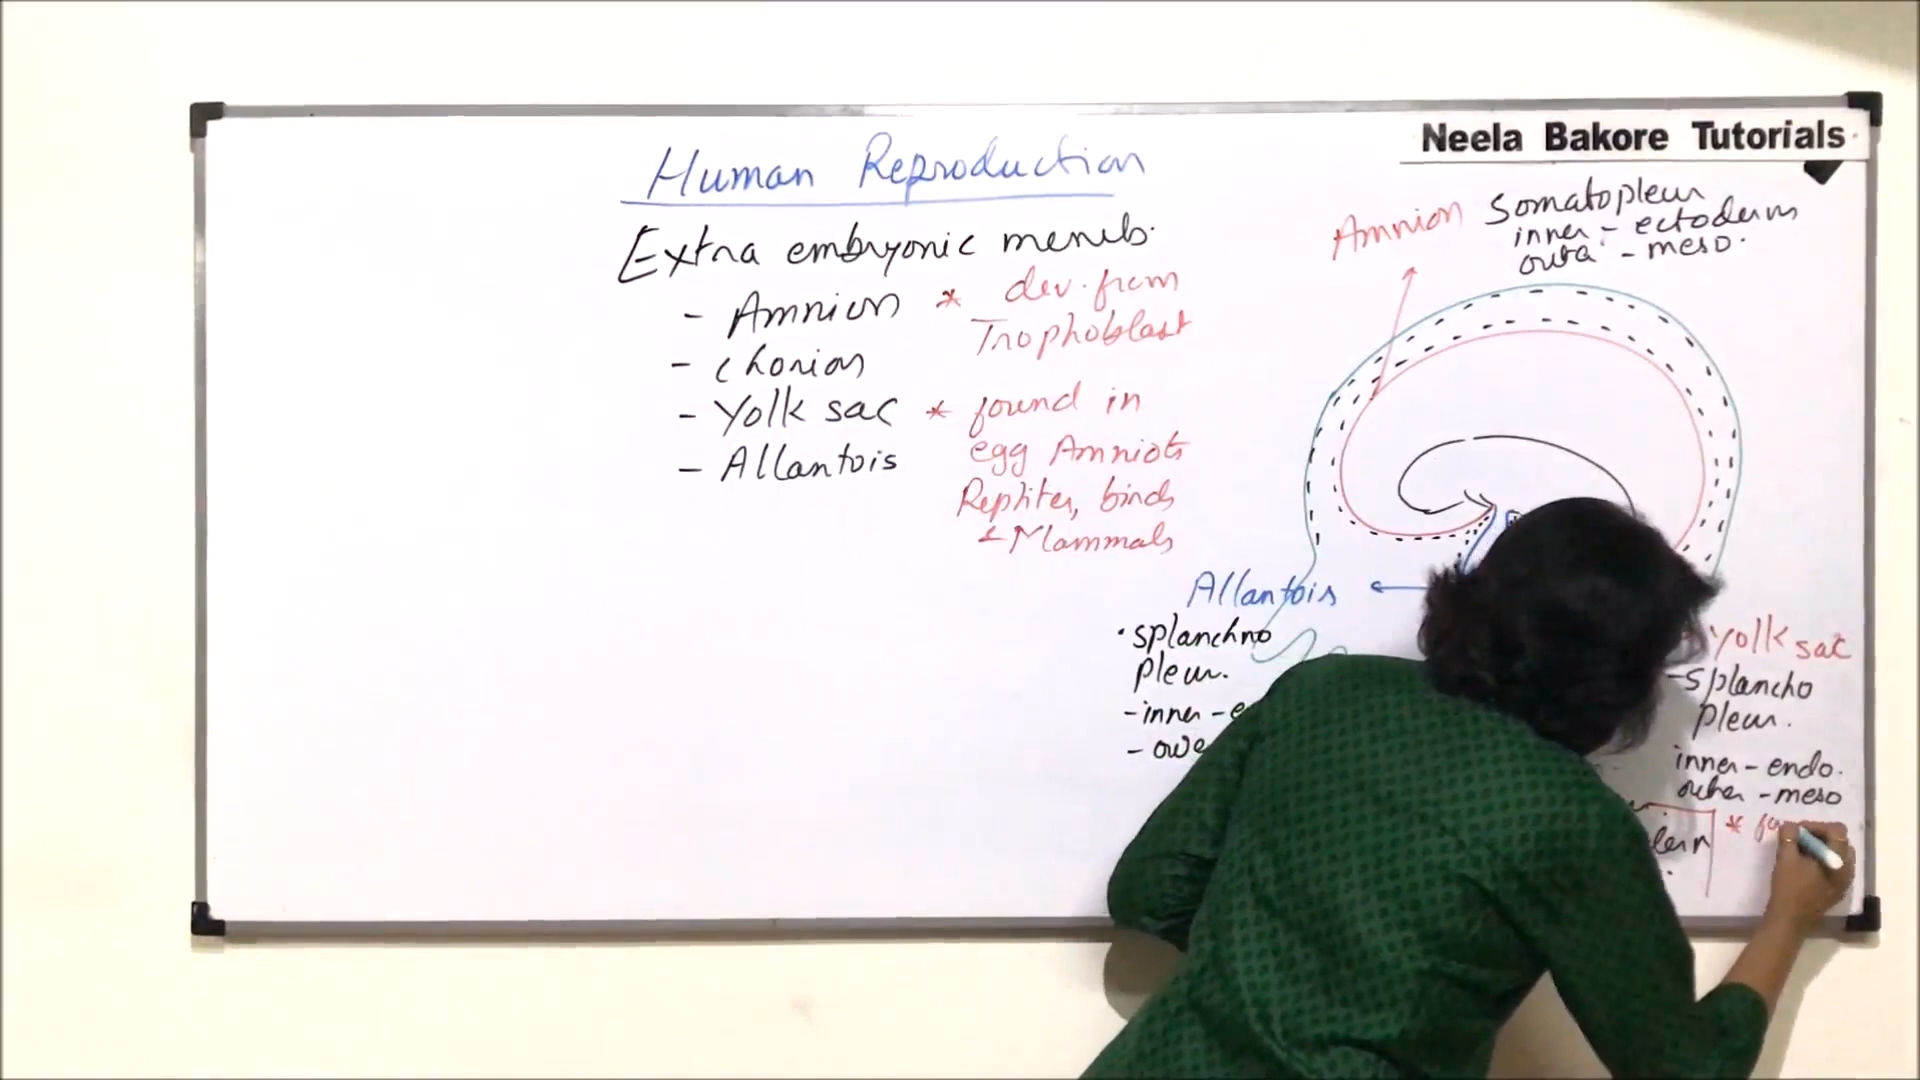 Neela Bakore Tutorials
Human Reproduction
Extra embryonic memb.
- Amnion * dev. from
Trophoblast
- Chorion
- Yolk sac * found in
egg Amniots
Reptiles, birds
& Mammals
- Allantois
Amnion Somatopleur
inner - ectoderm
outer - meso.
Allantois
. splanchno
pleur.
- inner - e
Yolk sac
- splancho
pleur.
inner - endo.
outer - meso
*